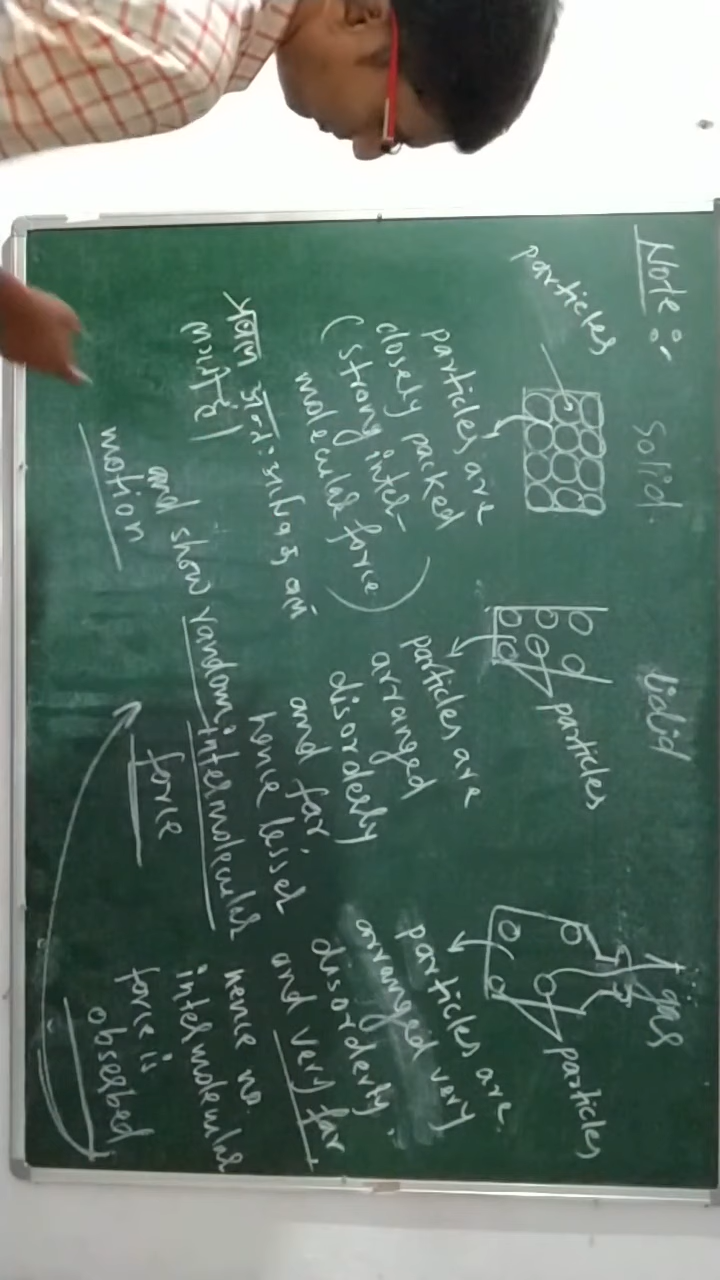 Note :-
solid
particles
particles are
closely packed
(strong inter-
molecular force)
liqid
particles
particles are
arranged
disorderly
and far
hence lesser
intermolecular
force
gas
particles
particles are
arranged very
disorderly,
and very far
hence no
intermolecular
force is
observed
and show random
motion